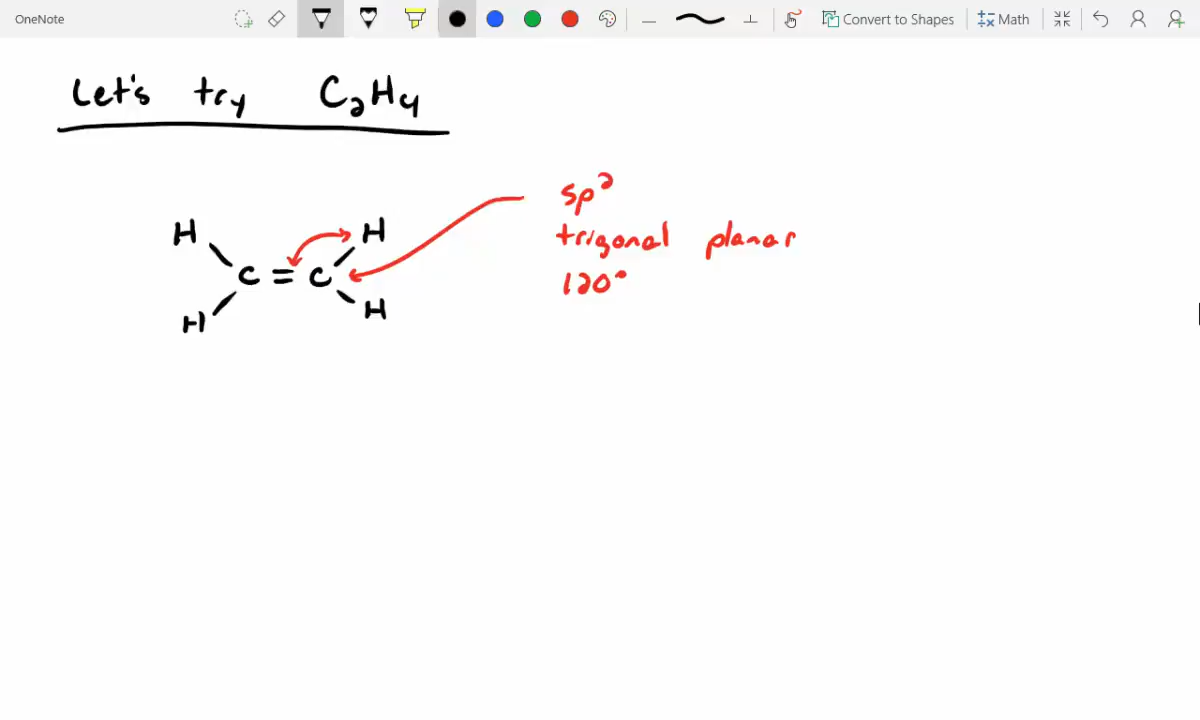 OneNote
Convert to Shapes
Math
Let's try C₂H₄
sp²
trigonal planar
120°
H H
C = C
H H